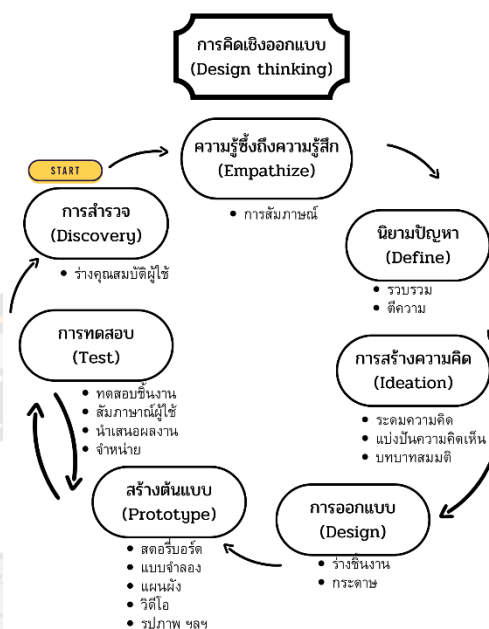 การคิดเชิงออกแบบ
(Design thinking)
START
การสำรวจ
(Discovery)
• ร่างคุณสมบัติผู้ใช้
ความรู้ซึ้งถึงความรู้สึก
(Empathize)
• การสัมภาษณ์
นิยามปัญหา
(Define)
• รวบรวม
• ตีความ
การสร้างความคิด
(Ideation)
• ระดมความคิด
• แบ่งปันความคิดเห็น
• บทบาทสมมติ
การออกแบบ
(Design)
• ร่างชิ้นงาน
• กระดาษ
สร้างต้นแบบ
(Prototype)
• สตอรี่บอร์ด
• แบบจำลอง
• แผนผัง
• วิดีโอ
• รูปภาพ ฯลฯ
การทดสอบ
(Test)
• ทดสอบชิ้นงาน
• สัมภาษาณ์ผู้ใช้
• นำเสนอผลงาน
• จำหน่าย